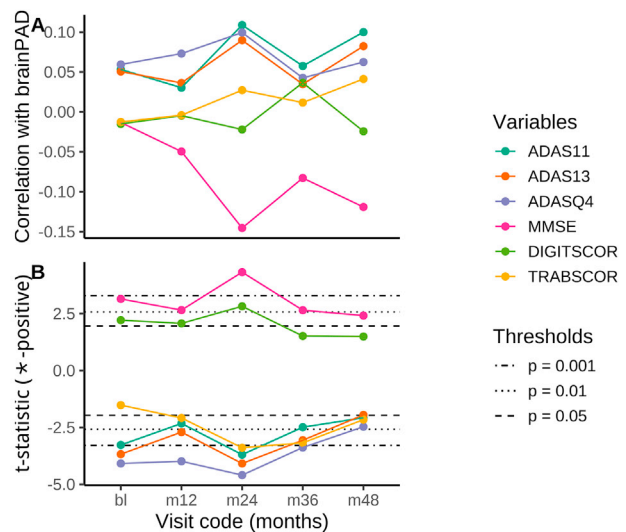 A
Correlation with brainPAD
0.10
0.05
0.00
-0.05
-0.10
-0.15
B
t-statistic (*-positive)
2.5
0.0
-2.5
-5.0
bl m12 m24 m36 m48
Visit code (months)
Variables
ADAS11
ADAS13
ADASQ4
MMSE
DIGITSCOR
TRABSCOR
Thresholds
p = 0.001
p = 0.01
p = 0.05